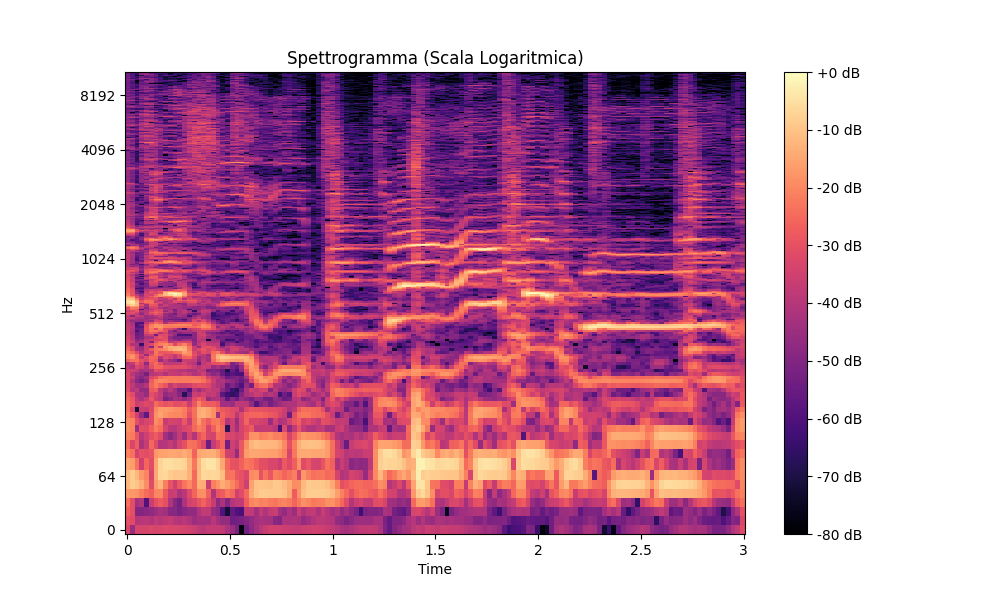 Spettrogramma (Scala Logaritmica)
8192
4096
2048
1024
512
256
128
64
0
Hz
0
0.5
1
1.5
2
2.5
3
Time
+0 dB
-10 dB
-20 dB
-30 dB
-40 dB
-50 dB
-60 dB
-70 dB
-80 dB